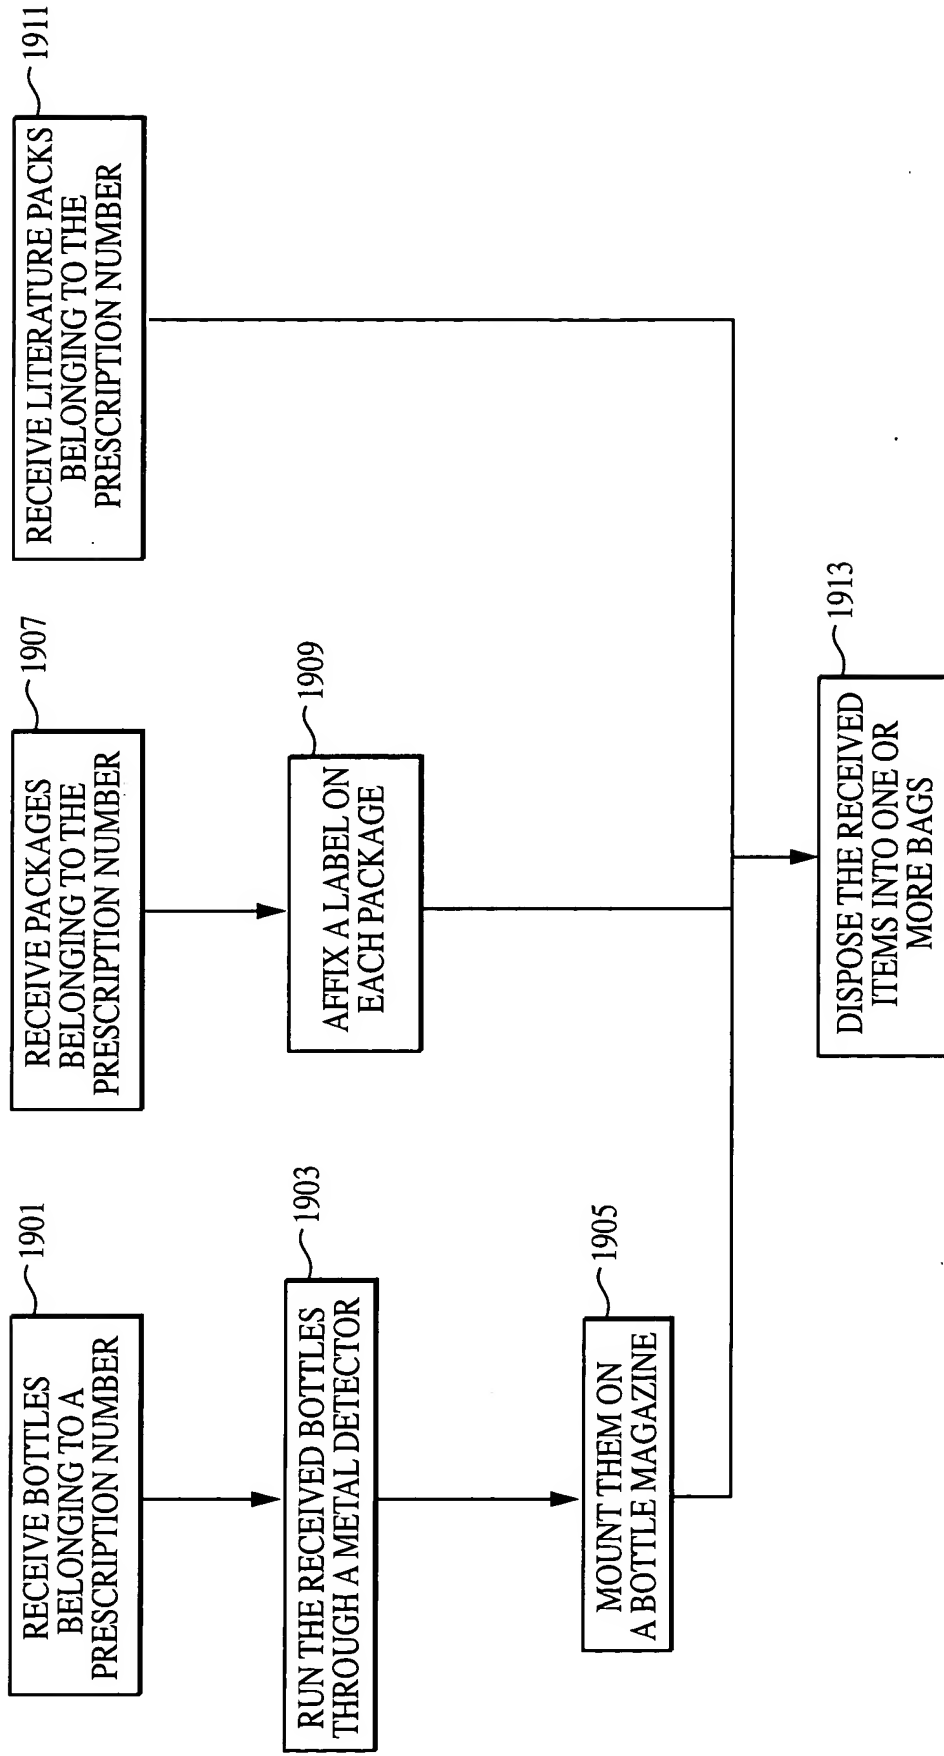 RECEIVE BOTTLES
BELONGING TO A
PRESCRIPTION NUMBER
1901
RUN THE RECEIVED BOTTLES
THROUGH A METAL DETECTOR
1903
MOUNT THEM ON
A BOTTLE MAGAZINE
1905
RECEIVE PACKAGES
BELONGING TO THE
PRESCRIPTION NUMBER
1907
AFFIX A LABEL ON
EACH PACKAGE
1909
RECEIVE LITERATURE PACKS
BELONGING TO THE
PRESCRIPTION NUMBER
1911
DISPOSE THE RECEIVED
ITEMS INTO ONE OR
MORE BAGS
1913